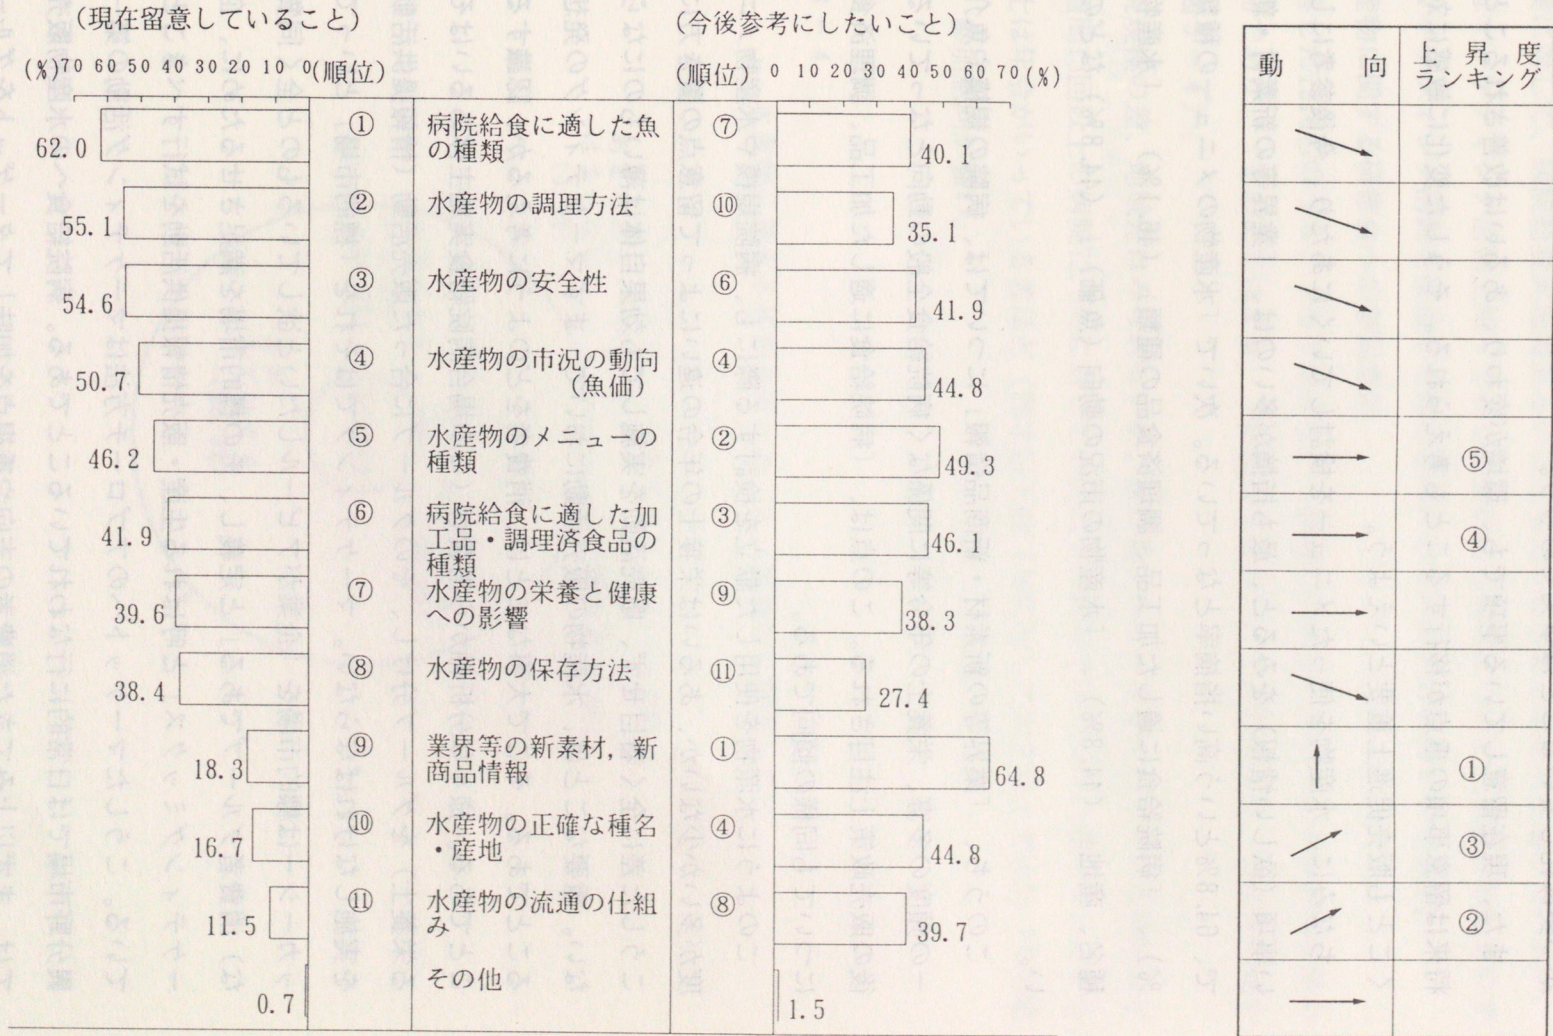 (現在留意していること)
(今後参考にしたいこと)
(%)70 60 50 40 30 20 10 0(順位)
(順位) 0 10 20 30 40 50 60 70(%)
動 向
上昇度
ランキング
62.0 ① 病院給食に適した魚 ⑦ 40.1
の種類
55.1 ② 水産物の調理方法 ⑩ 35.1
54.6 ③ 水産物の安全性 ⑥ 41.9
50.7 ④ 水産物の市況の動向 ④ 44.8
(魚価)
46.2 ⑤ 水産物のメニューの ② 49.3 ⑤
種類
41.9 ⑥ 病院給食に適した加 ③ 46.1 ④
工品・調理済食品の
種類
39.6 ⑦ 水産物の栄養と健康 ⑨ 38.3
への影響
38.4 ⑧ 水産物の保存方法 ⑪ 27.4
18.3 ⑨ 業界等の新素材,新 ① 64.8 ①
商品情報
16.7 ⑩ 水産物の正確な種名 ④ 44.8 ③
・産地
11.5 ⑪ 水産物の流通の仕組 ⑧ 39.7 ②
み
0.7 その他 1.5